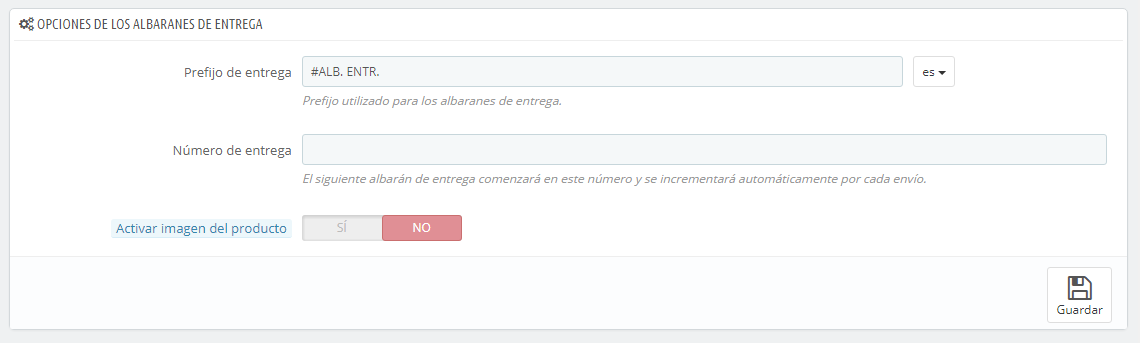 OPCIONES DE LOS ALBARANES DE ENTREGA
Prefijo de entrega #ALB. ENTR. es
Prefijo utilizado para los albaranes de entrega.
Número de entrega
El siguiente albarán de entrega comenzará en este número y se incrementará automáticamente por cada envío.
Activar imagen del producto SÍ NO
Guardar